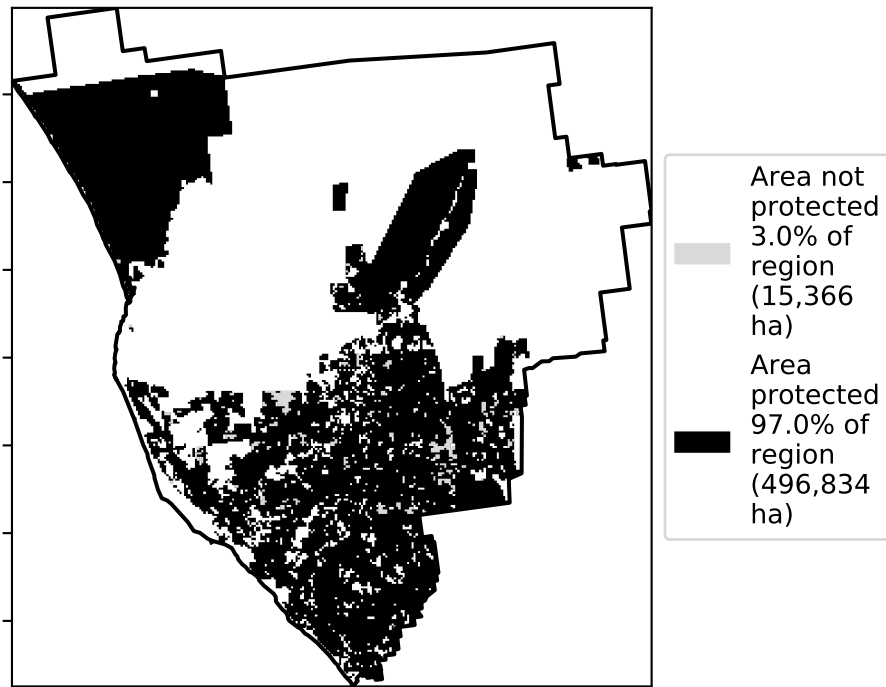 Area not
protected
3.0% of
region
(15,366
ha)
Area
protected
97.0% of
region
(496,834
ha)